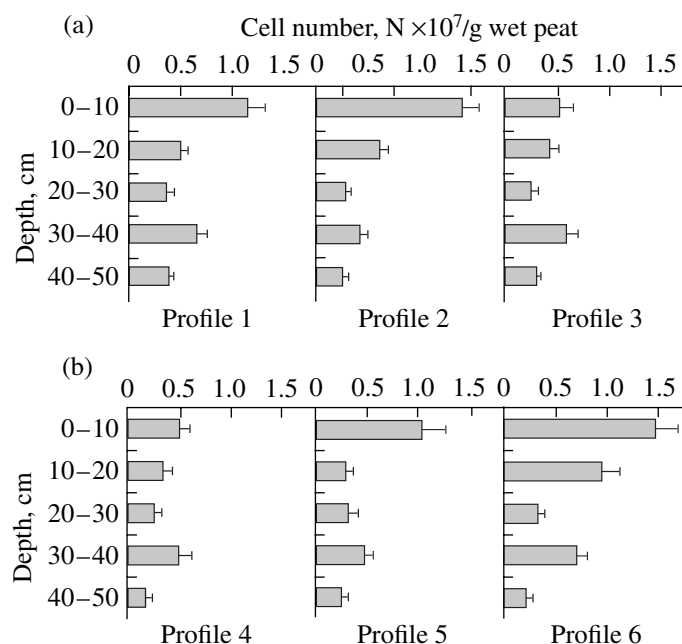 (a)
Cell number, N ×10⁷/g wet peat
0 0.5 1.0 1.5 0 0.5 1.0 1.5 0 0.5 1.0 1.5
0–10
10–20
20–30
30–40
40–50
Depth, cm
Profile 1 Profile 2 Profile 3
(b)
0 0.5 1.0 1.5 0 0.5 1.0 1.5 0 0.5 1.0 1.5
0–10
10–20
20–30
30–40
40–50
Depth, cm
Profile 4 Profile 5 Profile 6